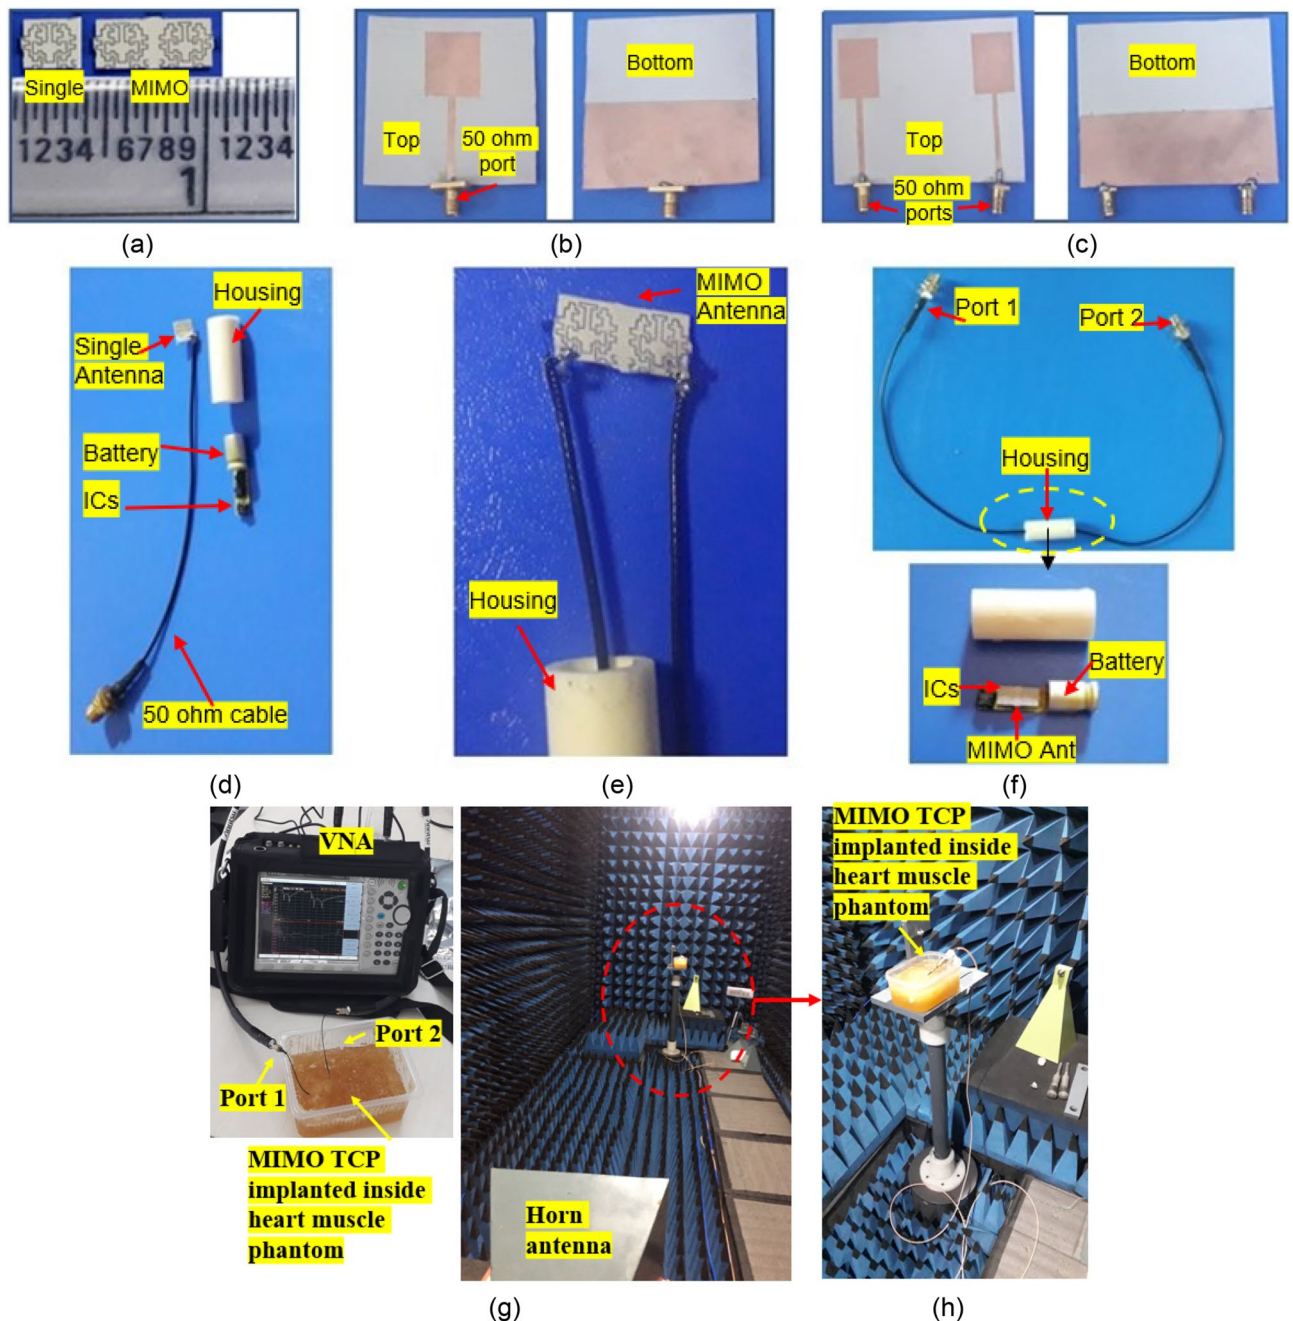 Single
MIMO
1234 6789 1234
1
(a)
Top
50 ohm
port
Bottom
(b)
Top
50 ohm
ports
Bottom
(c)
Housing
Single
Antenna
Battery
ICs
50 ohm cable
(d)
MIMO
Antenna
Housing
(e)
Port 1
Port 2
Housing
Battery
ICs
MIMO Ant
(f)
VNA
Port 2
Port 1
MIMO TCP
implanted inside
heart muscle
phantom
Horn
antenna
(g)
MIMO TCP
implanted inside
heart muscle
phantom
(h)